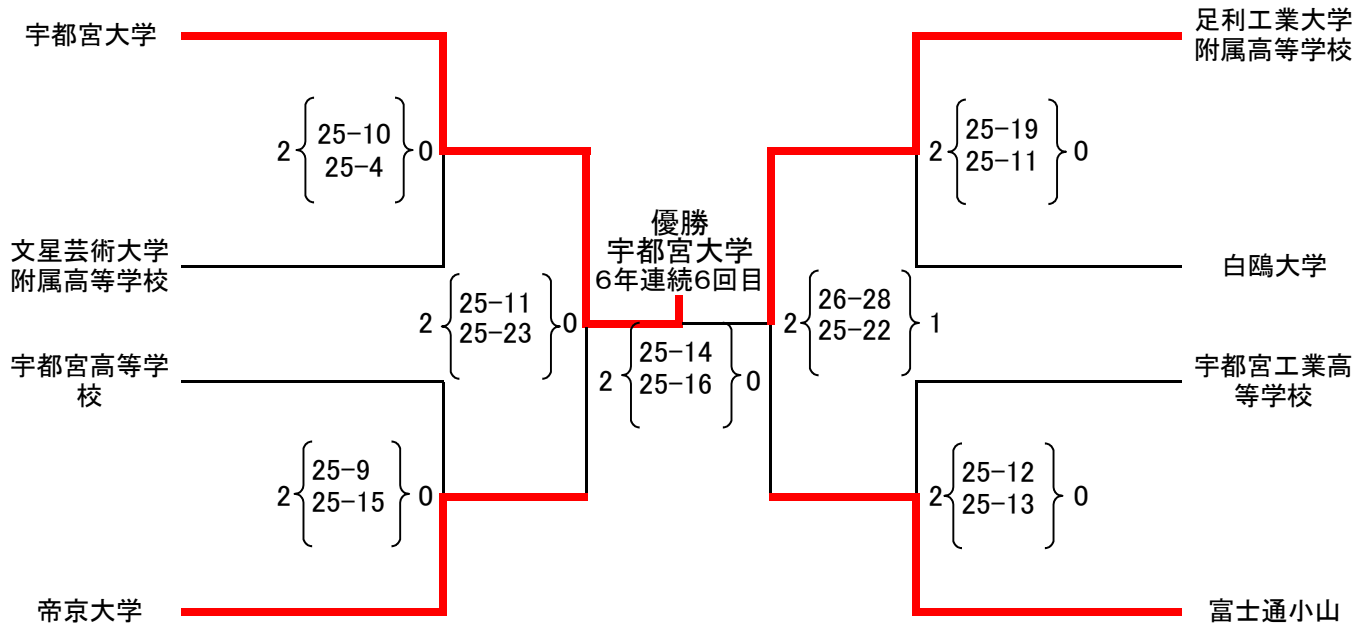 宇都宮大学
2 25-10 0
25-4
文星芸術大学
附属高等学校
2 25-11 0
25-23
宇都宮高等学
校
2 25-9 0
25-15
帝京大学
優勝
宇都宮大学
6年連続6回目
2 25-14 0
25-16
足利工業大学
附属高等学校
2 25-19 0
25-11
白鴎大学
2 26-28 1
25-22
宇都宮工業高
等学校
2 25-12 0
25-13
富士通小山